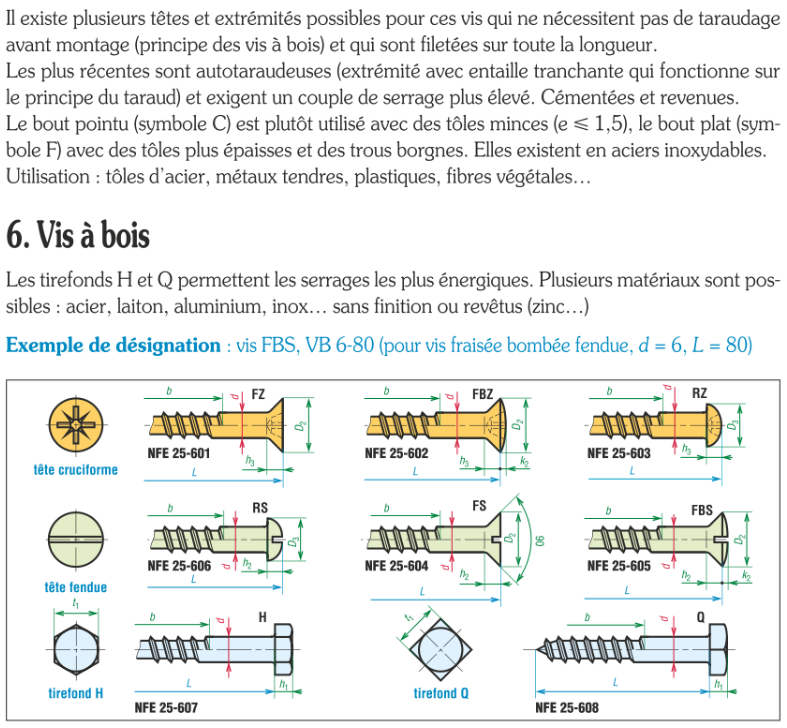 Il existe plusieurs têtes et extrémités possibles pour ces vis qui ne nécessitent pas de taraudage
avant montage (principe des vis à bois) et qui sont filetées sur toute la longueur.
Les plus récentes sont autotaraudeuses (extrémité avec entaille tranchante qui fonctionne sur
le principe du taraud) et exigent un couple de serrage plus élevé. Cémentées et revenues.
Le bout pointu (symbole C) est plutôt utilisé avec des tôles minces (e ⩽ 1,5), le bout plat (sym-
bole F) avec des tôles plus épaisses et des trous borgnes. Elles existent en aciers inoxydables.
Utilisation : tôles d'acier, métaux tendres, plastiques, fibres végétales…
6. Vis à bois
Les tirefonds H et Q permettent les serrages les plus énergiques. Plusieurs matériaux sont pos-
sibles : acier, laiton, aluminium, inox… sans finition ou revêtus (zinc…)
Exemple de désignation : vis FBS, VB 6-80 (pour vis fraisée bombée fendue, d = 6, L = 80)
tête cruciforme
b d FZ D₂
NFE 25-601
L h₃
b d FBZ D₂
NFE 25-602
L h₃ k₂
b d RZ D₃
NFE 25-603
L h₃
tête fendue
b RS D₃
NFE 25-606
d L h₂
b FS D₂ 90
NFE 25-604
d L h₂
b FBS D₂
NFE 25-605
d L h₂ k₂
t₁
tirefond H
b d H
L h₁
NFE 25-607
t₁
tirefond Q
b d Q
L h₁
NFE 25-608